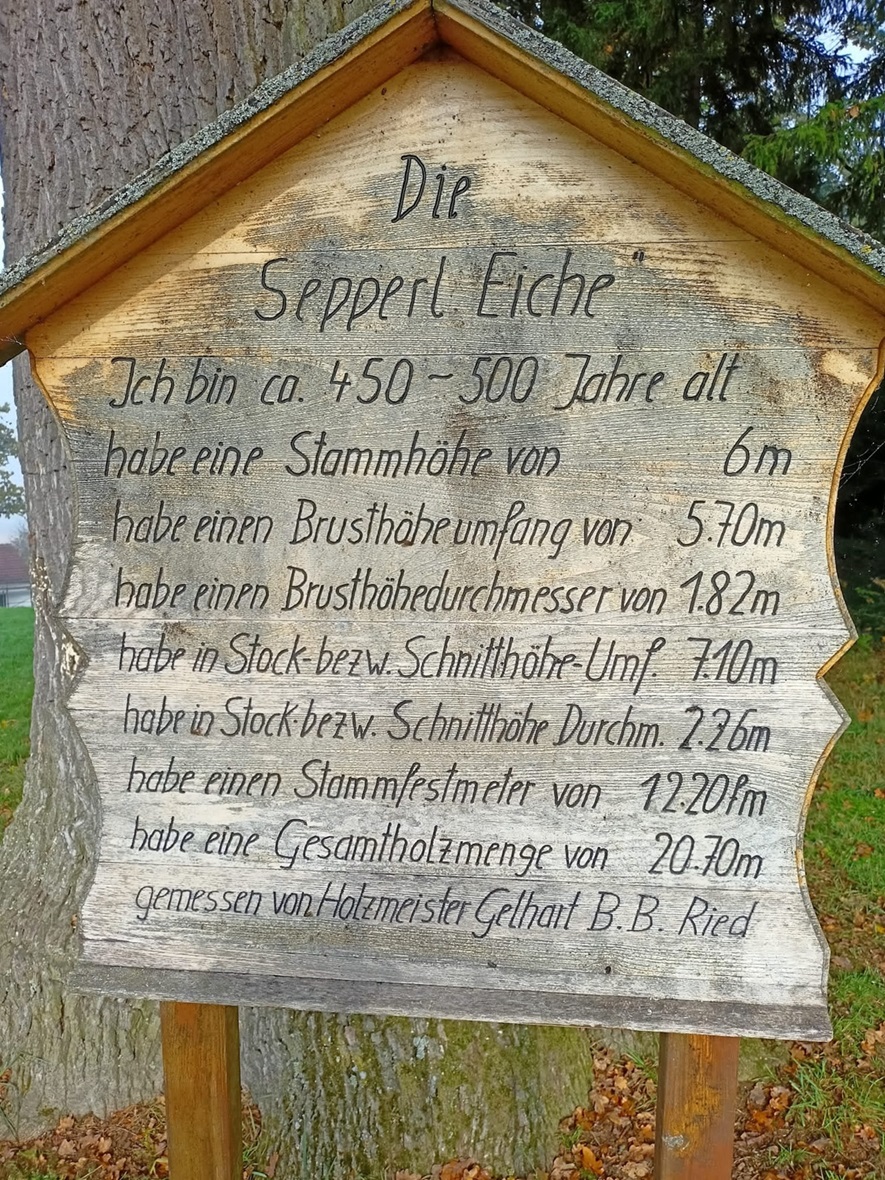 Die
"Sepperl Eiche"
Ich bin ca. 450-500 Jahre alt
habe eine Stammhöhe von 6m
habe einen Brusthöheumfang von 5.70m
habe einen Brusthöhedurchmesser von 1.82m
habe in Stock-bezw. Schnitthöhe-Umf. 7.10m
habe in Stock-bezw. Schnitthöhe Durchm. 2.26m
habe einen Stammfestmeter von 12.20fm
habe eine Gesamtholzmenge von 20.70m
gemessen von Holzmeister Gelhart B.B. Ried